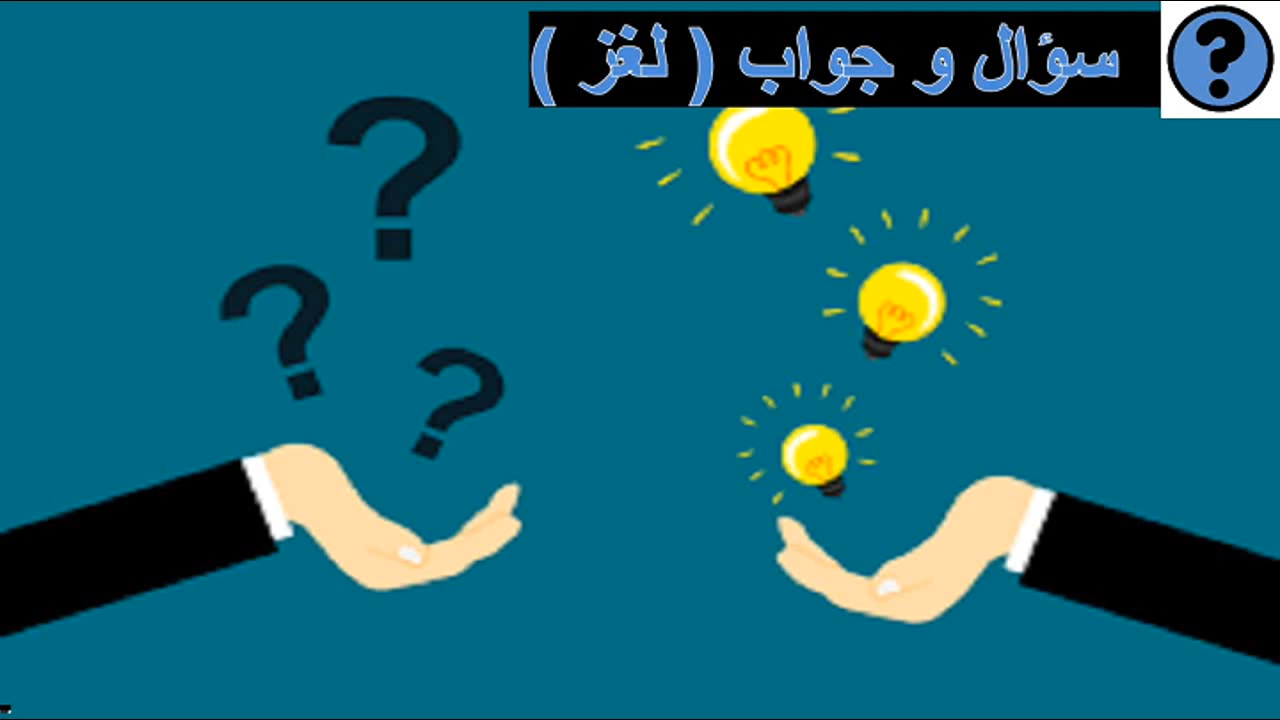 سؤال و جواب ( لغز )